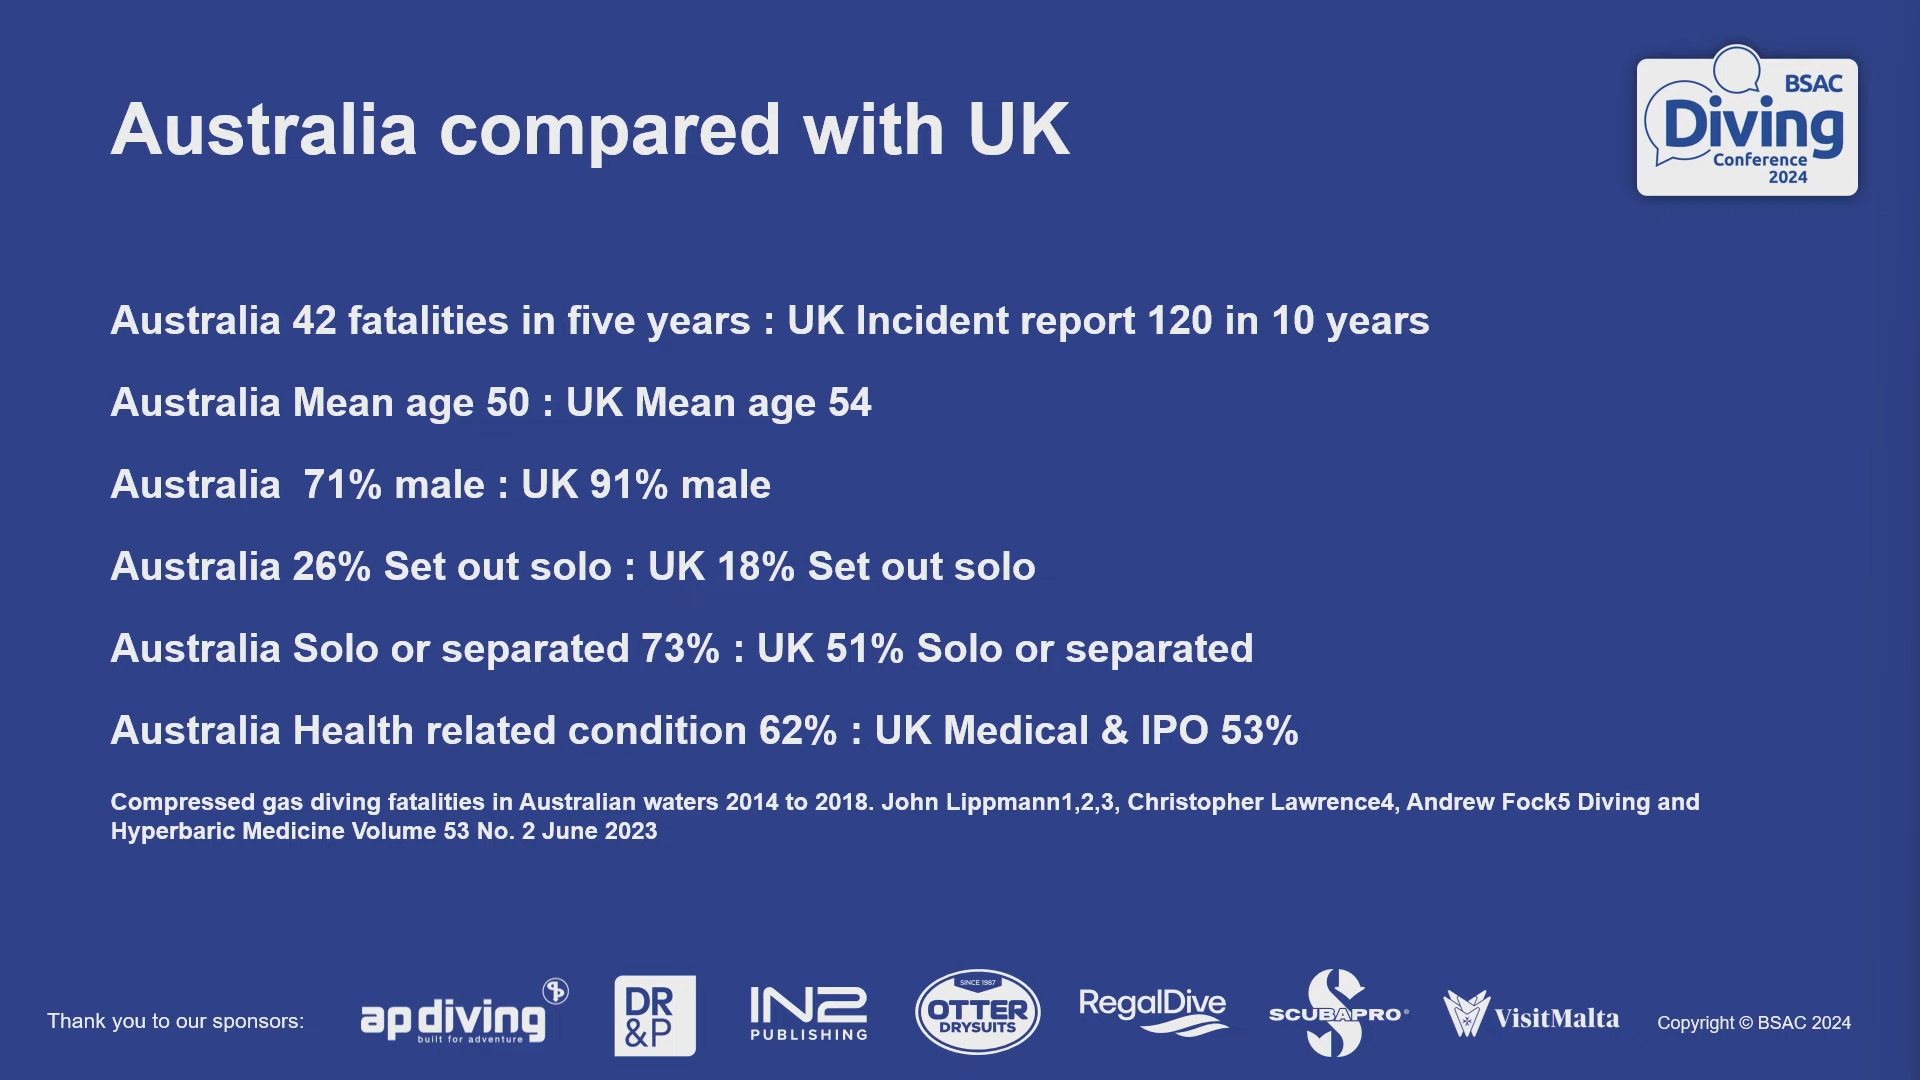 Australia compared with UK
BSAC
Diving
Conference
2024
Australia 42 fatalities in five years : UK Incident report 120 in 10 years
Australia Mean age 50 : UK Mean age 54
Australia  71% male : UK 91% male
Australia 26% Set out solo : UK 18% Set out solo
Australia Solo or separated 73% : UK 51% Solo or separated
Australia Health related condition 62% : UK Medical & IPO 53%
Compressed gas diving fatalities in Australian waters 2014 to 2018. John Lippmann1,2,3, Christopher Lawrence4, Andrew Fock5 Diving and
Hyperbaric Medicine Volume 53 No. 2 June 2023
Thank you to our sponsors:
ap diving
built for adventure
DR
&P
IN2
PUBLISHING
SINCE 1987
OTTER
DRYSUITS
RegalDive
SCUBAPRO®
VisitMalta
Copyright © BSAC 2024